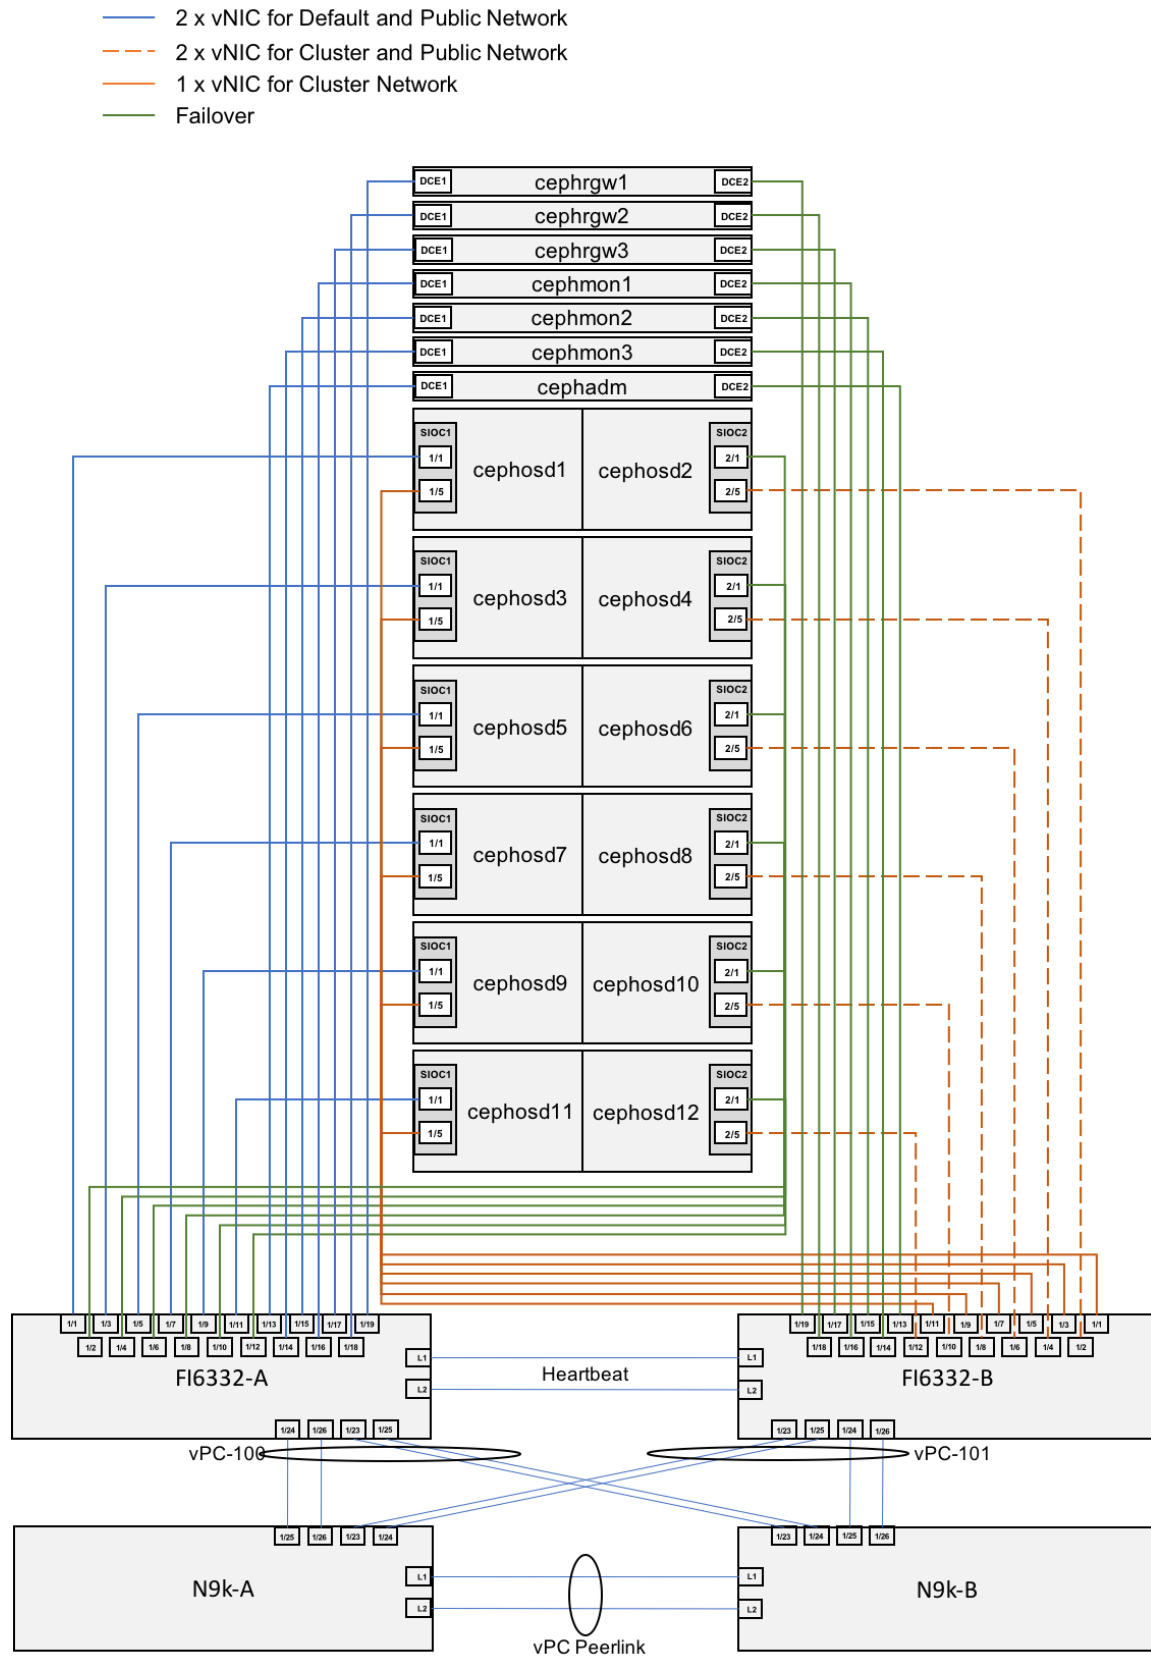 2 x vNIC for Default and Public Network
2 x vNIC for Cluster and Public Network
1 x vNIC for Cluster Network
Failover
DCE1 cephrgw1 DCE2
DCE1 cephrgw2 DCE2
DCE1 cephrgw3 DCE2
DCE1 cephmon1 DCE2
DCE1 cephmon2 DCE2
DCE1 cephmon3 DCE2
DCE1 cephadm DCE2
SIOC1 SIOC2
1/1 2/1
cephosd1 cephosd2
1/5 2/5
SIOC1 SIOC2
1/1 2/1
cephosd3 cephosd4
1/5 2/5
SIOC1 SIOC2
1/1 2/1
cephosd5 cephosd6
1/5 2/5
SIOC1 SIOC2
1/1 2/1
cephosd7 cephosd8
1/5 2/5
SIOC1 SIOC2
1/1 2/1
cephosd9 cephosd10
1/5 2/5
SIOC1 SIOC2
1/1 2/1
cephosd11 cephosd12
1/5 2/5
1/1 1/3 1/5 1/7 1/9 1/11 1/13 1/15 1/17 1/19 1/19 1/17 1/15 1/13 1/11 1/9 1/7 1/5 1/3 1/1
1/2 1/4 1/6 1/8 1/10 1/12 1/14 1/16 1/18 1/18 1/16 1/14 1/12 1/10 1/8 1/6 1/4 1/2
L1 L1
Heartbeat
FI6332-A FI6332-B
L2 L2
1/24 1/26 1/23 1/25 1/23 1/25 1/24 1/26
vPC-100 vPC-101
1/25 1/26 1/23 1/24 1/23 1/24 1/25 1/26
L1 L1
N9k-A N9k-B
L2 L2
vPC Peerlink